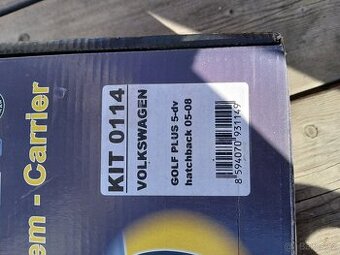 KIT 0114
VOLKSWAGEN
GOLF PLUS 5-dv
hatchback 05-08
8 594070 931149
em - Carrier